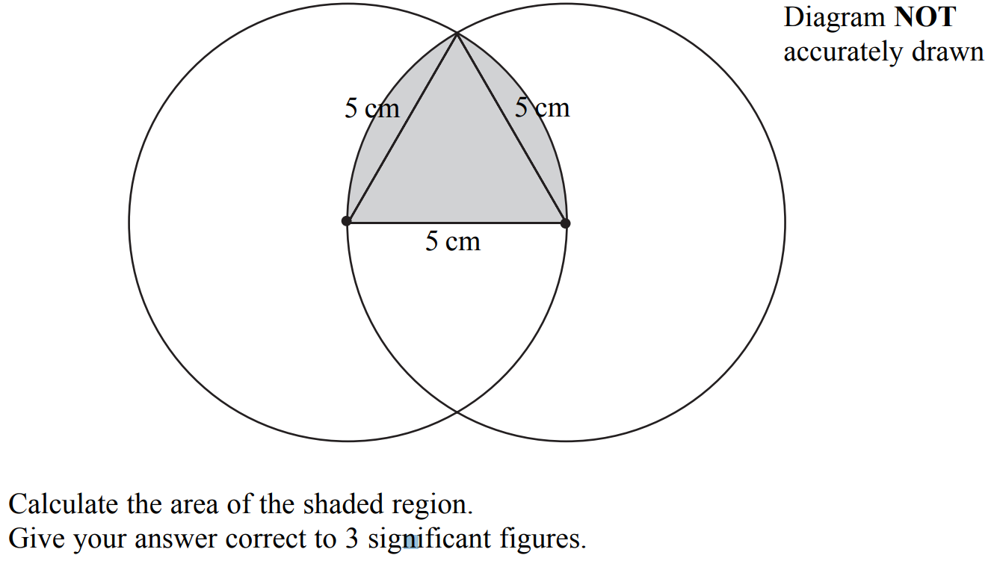 Diagram NOT
accurately drawn
5 cm
5 cm
5 cm
Calculate the area of the shaded region.
Give your answer correct to 3 significant figures.